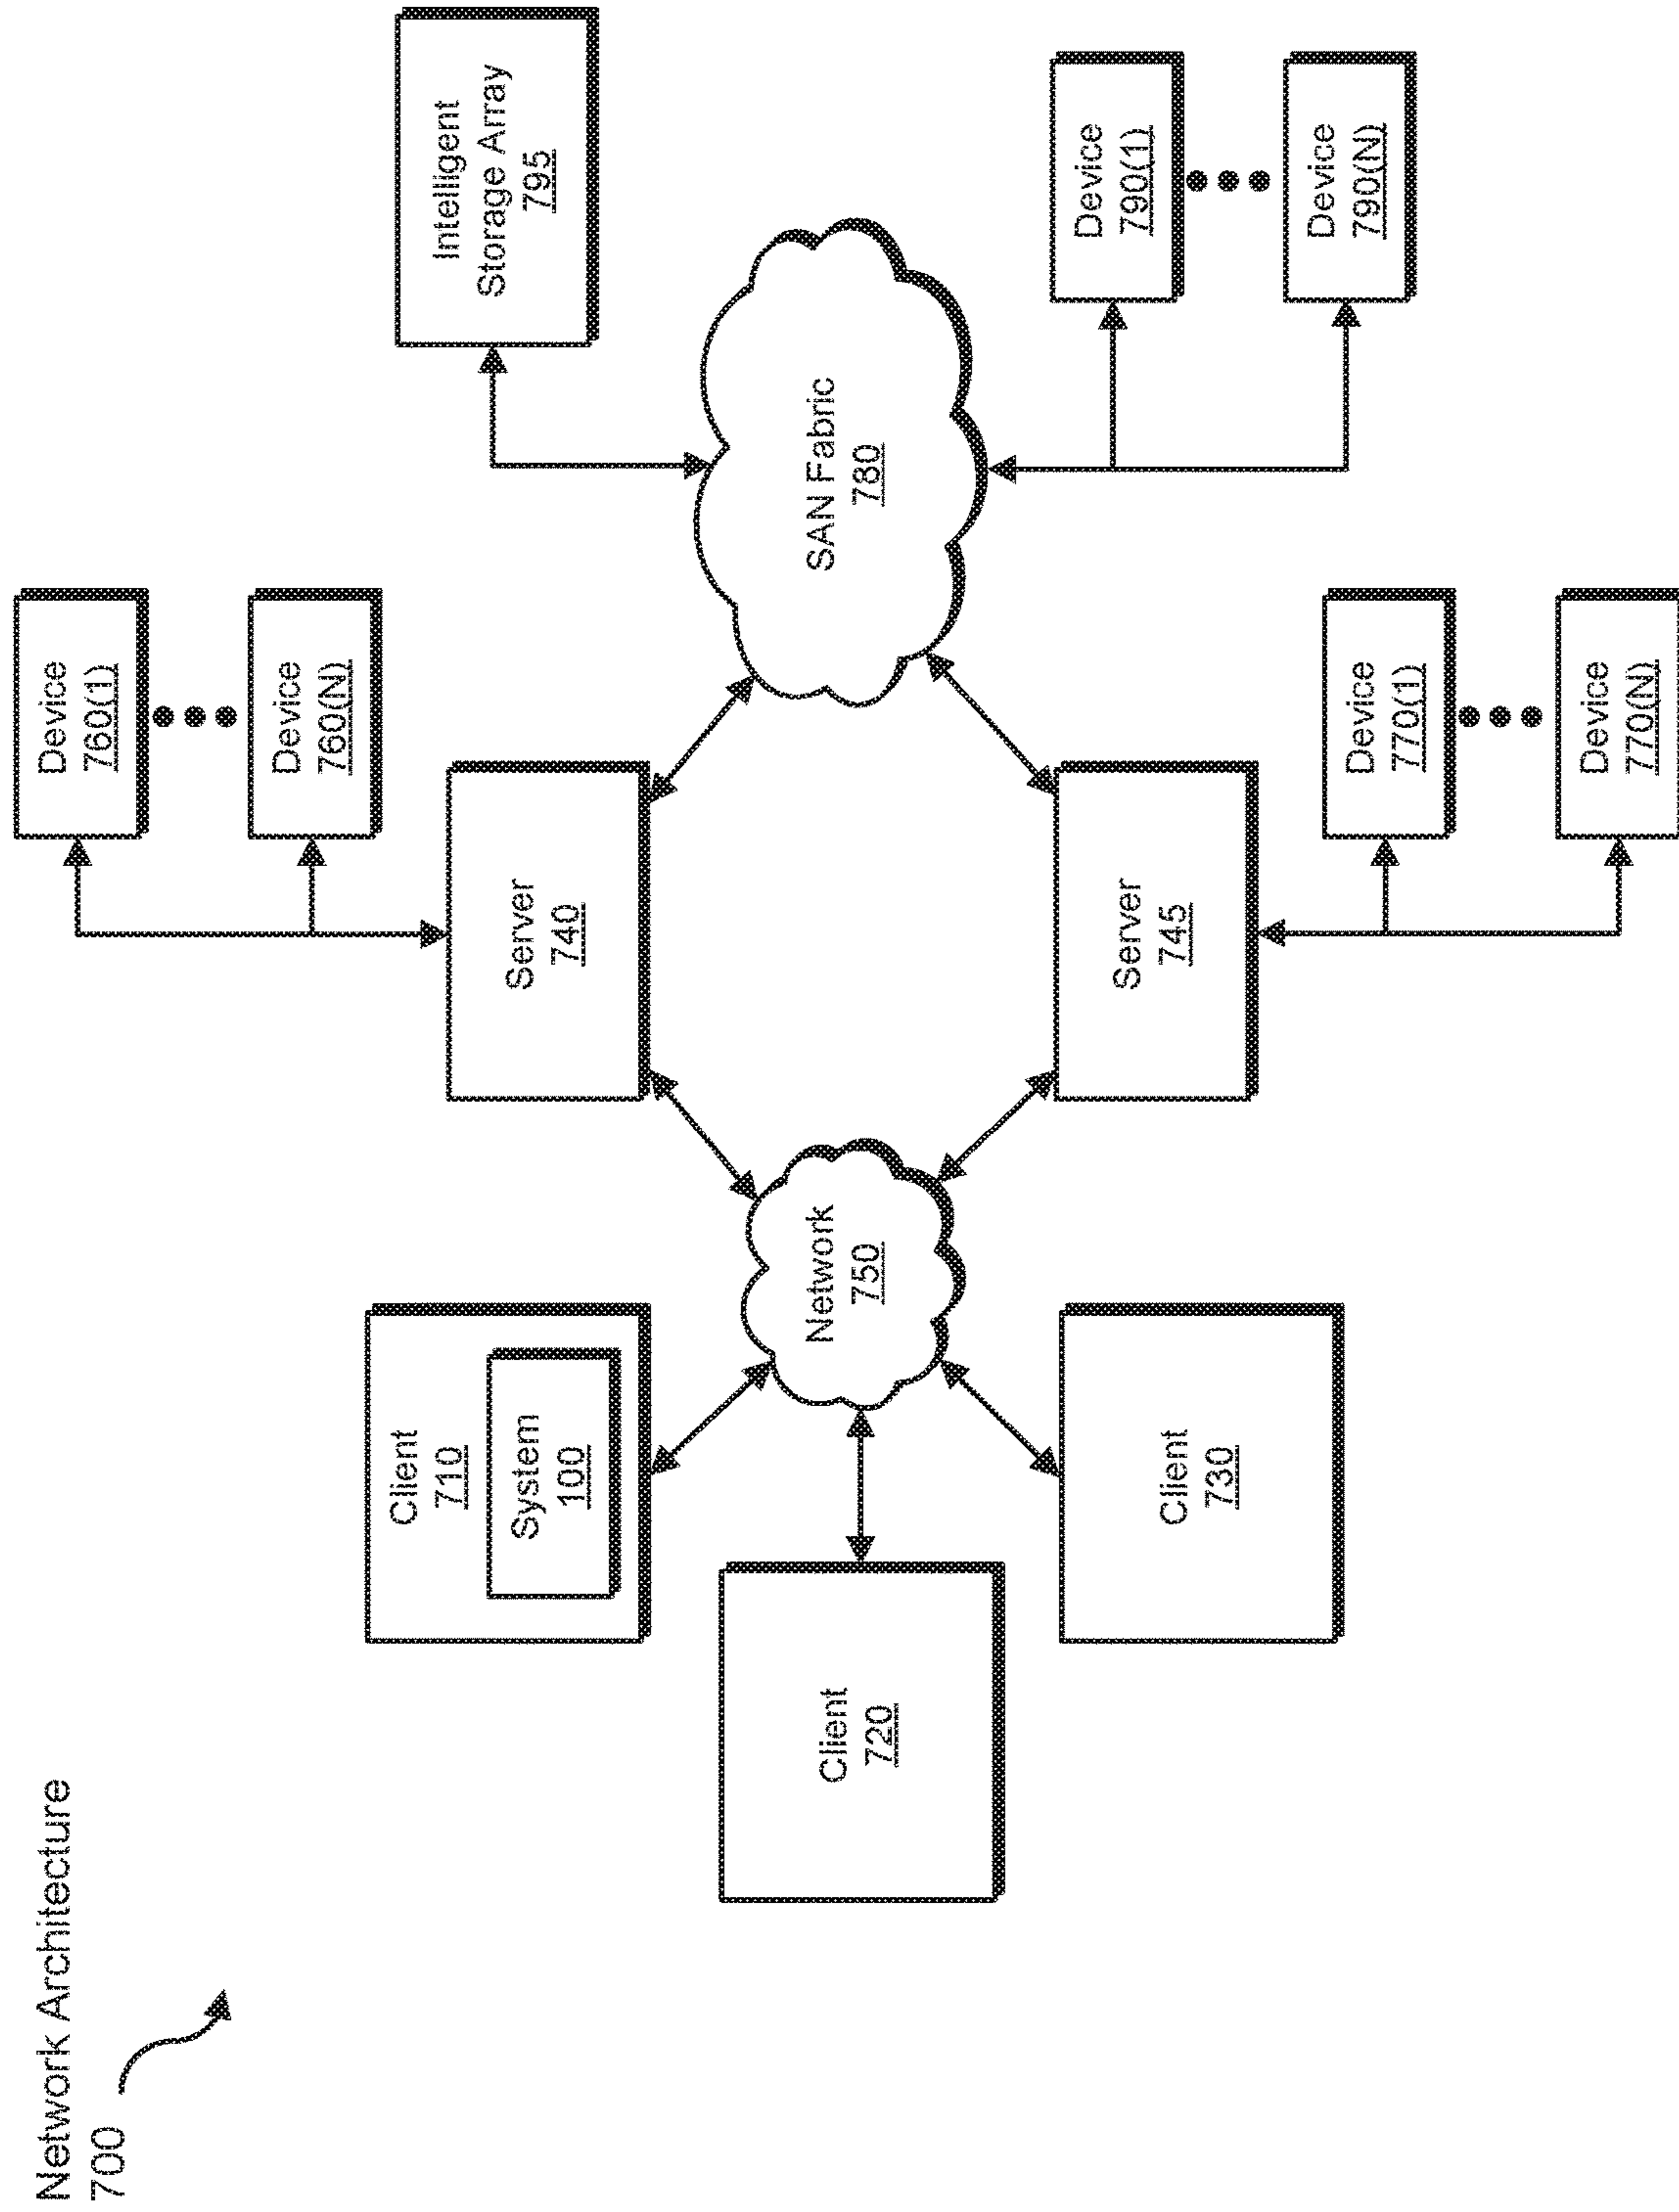 Network Architecture
700
Client
710
System
100
Client
720
Client
730
Network
750
Server
740
Server
745
Device
760(1)
Device
760(N)
Device
770(1)
Device
770(N)
SAN Fabric
780
Intelligent
Storage Array
795
Device
790(1)
Device
790(N)